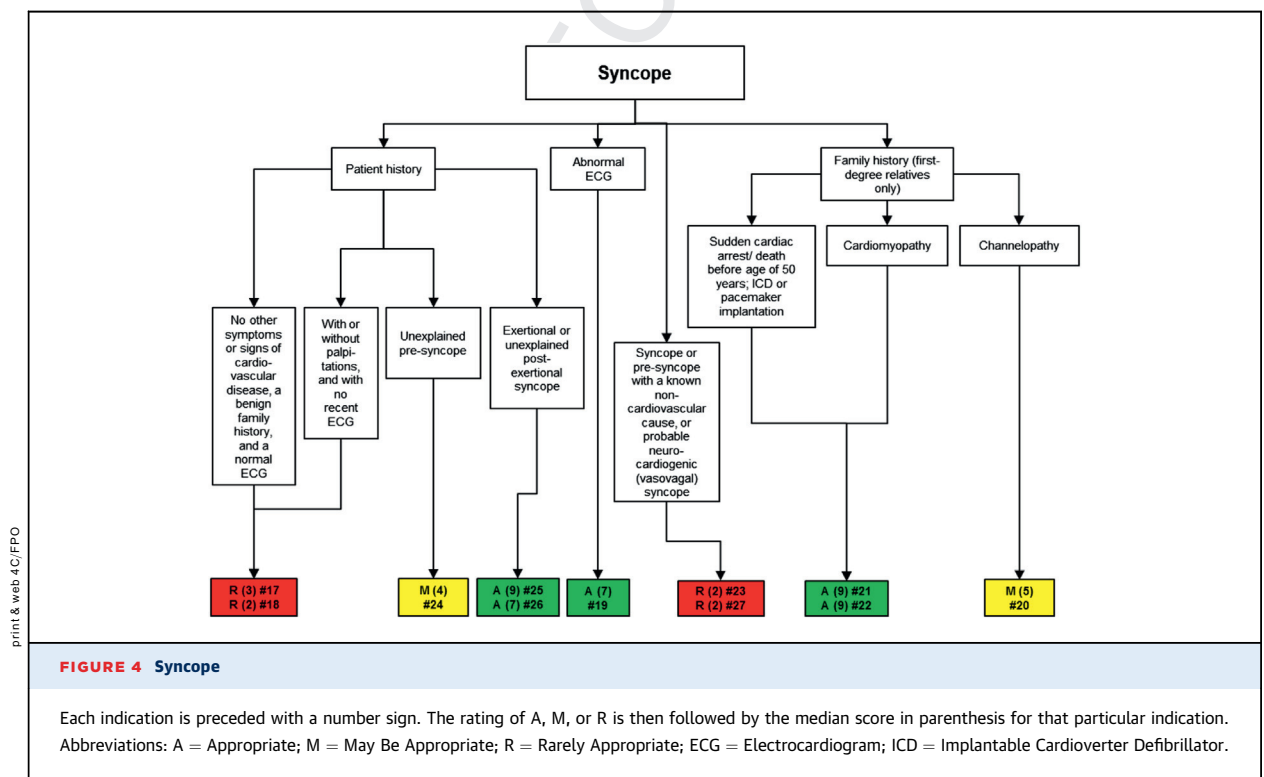 Syncope
Patient history
Abnormal
ECG
Family history (first-
degree relatives
only)
Sudden cardiac
arrest/ death
before age of 50
years; ICD or
pacemaker
implantation
Cardiomyopathy
Channelopathy
No other
symptoms
or signs of
cardio-
vascular
disease, a
benign
family
history,
and a
normal
ECG
With or
without
palpi-
tations,
and with
no
recent
ECG
Unexplained
pre-syncope
Exertional or
unexplained
post-
exertional
syncope
Syncope or
pre-syncope
with a known
non-
cardiovascular
cause, or
probable
neuro-
cardiogenic
(vasovagal)
syncope
R (3) #17
R (2) #18
M (4)
#24
A (9) #25
A (7) #26
A (7)
#19
R (2) #23
R (2) #27
A (9) #21
A (9) #22
M (5)
#20
print & web 4C/FPO
FIGURE 4 Syncope
Each indication is preceded with a number sign. The rating of A, M, or R is then followed by the median score in parenthesis for that particular indication.
Abbreviations: A = Appropriate; M = May Be Appropriate; R = Rarely Appropriate; ECG = Electrocardiogram; ICD = Implantable Cardioverter Defibrillator.